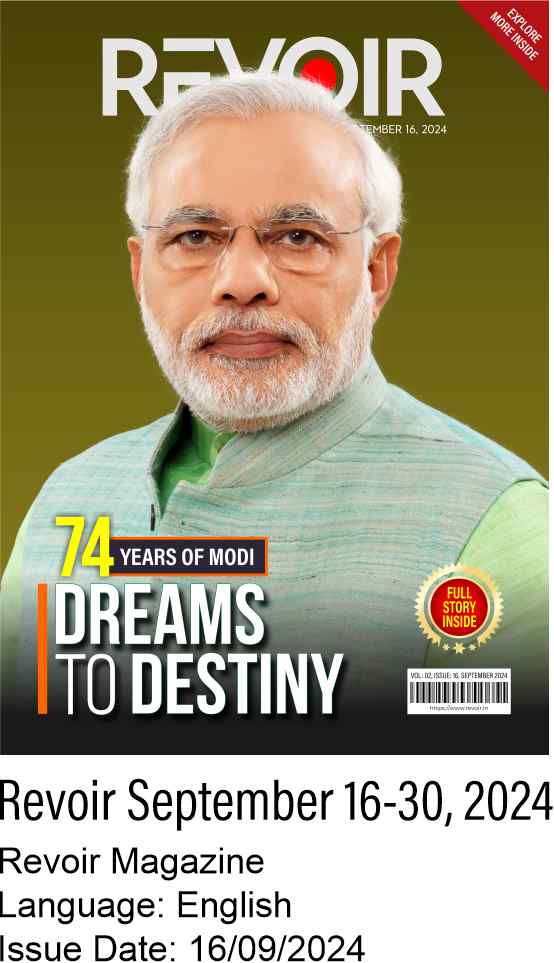 EXPLORE
MORE INSIDE
REVOIR
TEMBER 16, 2024
74 YEARS OF MODI
DREAMS
TO DESTINY
FULL
STORY
INSIDE
VOL: 02, ISSUE: 16, SEPTEMBER 2024
https://www.revoir.in
Revoir September 16-30, 2024
Revoir Magazine
Language: English
Issue Date: 16/09/2024